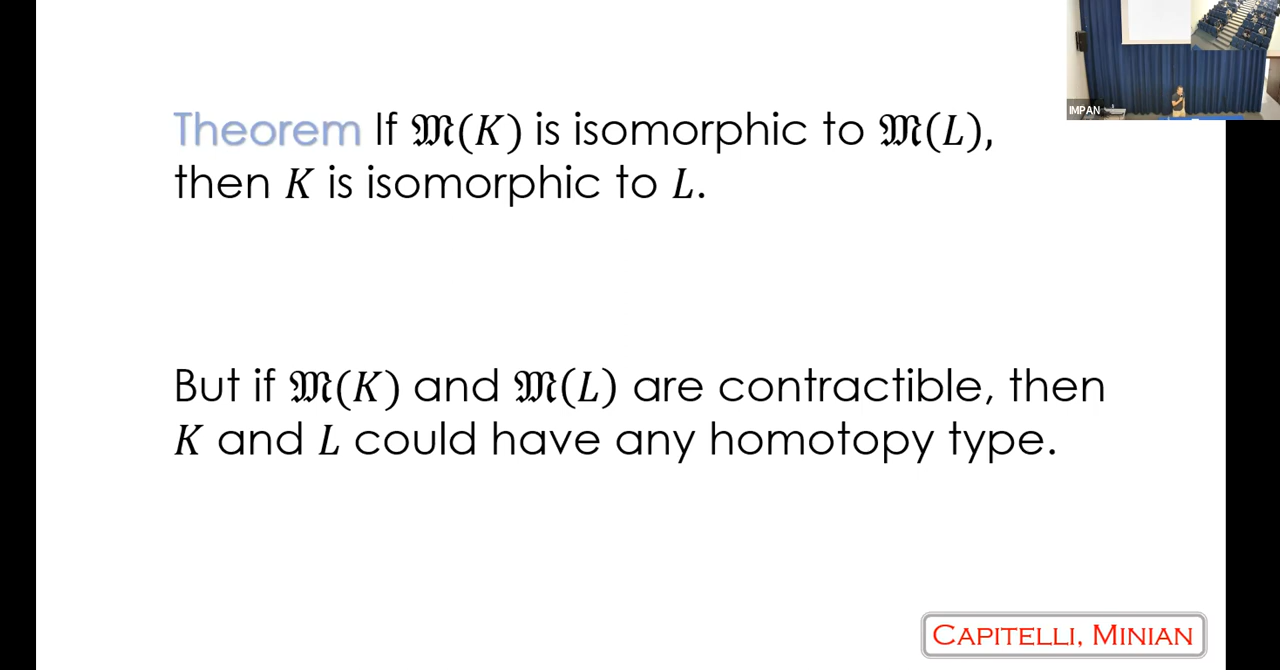 Theorem If 𝔐(K) is isomorphic to 𝔐(L),
then K is isomorphic to L.
But if 𝔐(K) and 𝔐(L) are contractible, then
K and L could have any homotopy type.
CAPITELLI, MINIAN
IMPAN